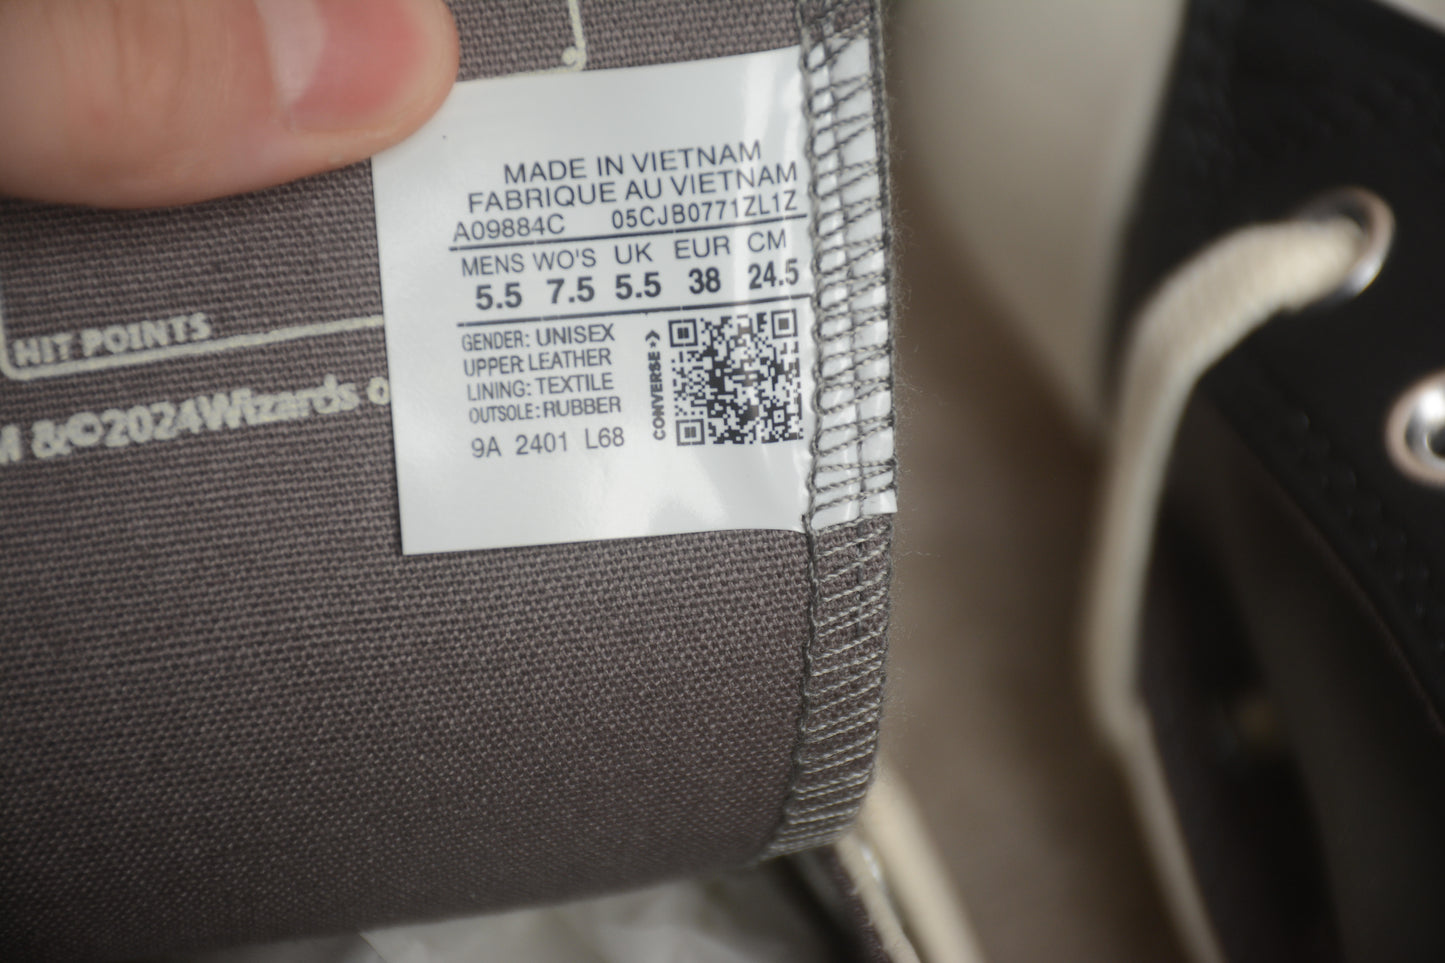 MADE IN VIETNAM
FABRIQUE AU VIETNAM
A09884C 05CJB0771ZL1Z
MENS WO'S UK EUR CM
5.5 7.5 5.5 38 24.5
GENDER: UNISEX
UPPER: LEATHER
LINING: TEXTILE
OUTSOLE: RUBBER
9A 2401 L68
CONVERSE
HIT POINTS
M &©2024Wizards o